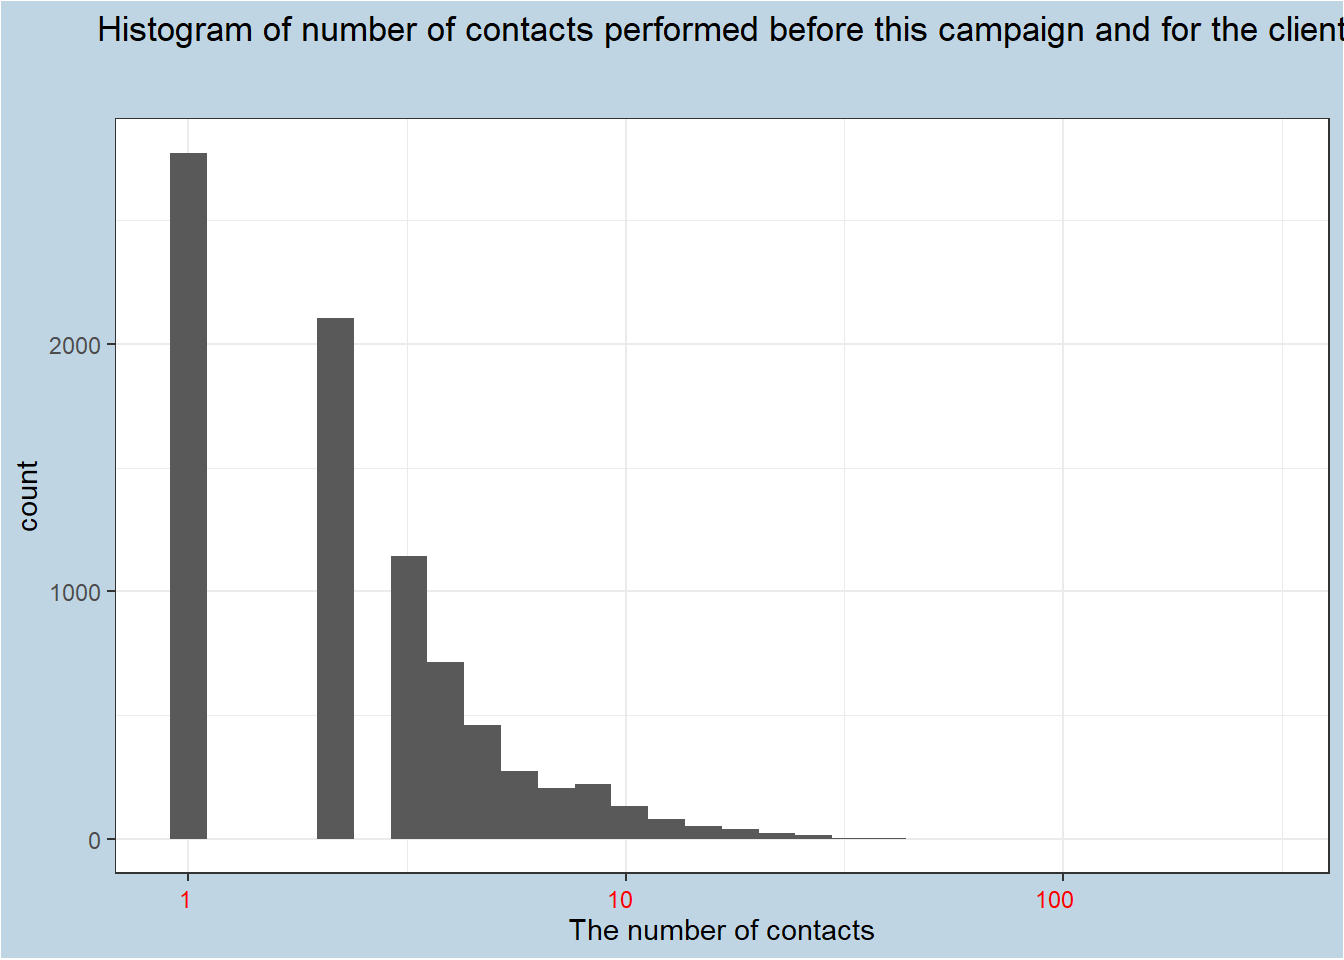 Histogram of number of contacts performed before this campaign and for the client
2000
1000
0
count
1 10 100
The number of contacts